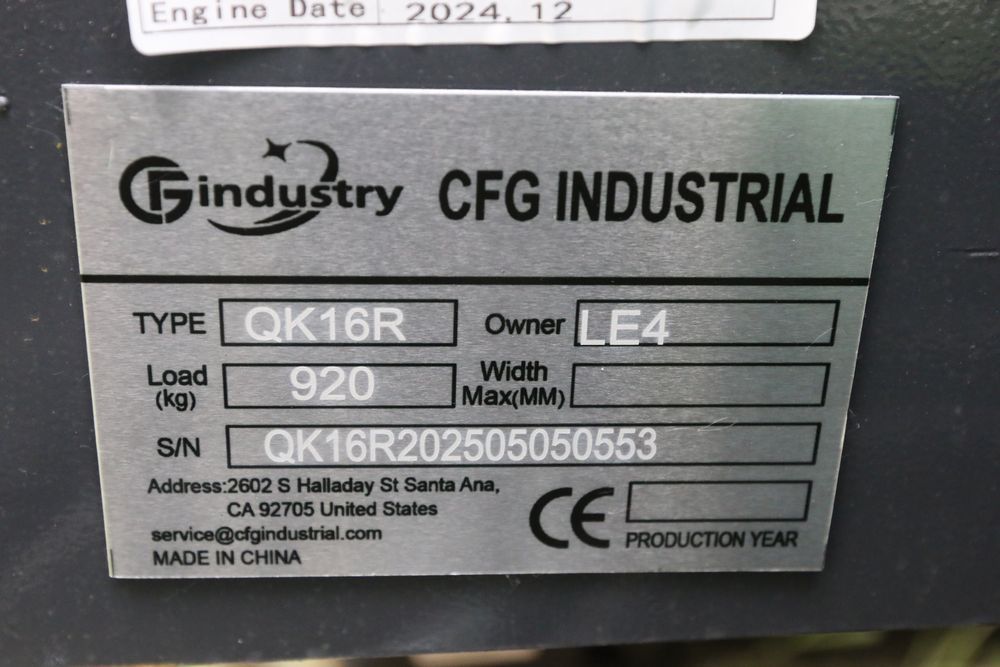 Engine Date 2024.12
CFGindustry CFG INDUSTRIAL
TYPE QK16R Owner LE4
Load (kg) 920 Width Max(MM)
S/N QK16R202505050553
Address:2602 S Halladay St Santa Ana,
CA 92705 United States
service@cfgindustrial.com
MADE IN CHINA
CE PRODUCTION YEAR